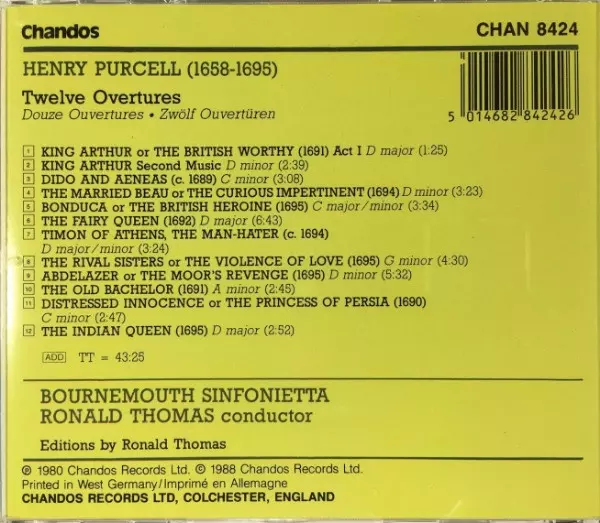 Chandos
CHAN 8424
HENRY PURCELL (1658-1695)
Twelve Overtures
Douze Ouvertures • Zwölf Ouvertüren
5 014682 842426
1 KING ARTHUR or THE BRITISH WORTHY (1691) Act I D major (1:25)
2 KING ARTHUR Second Music D minor (2:39)
3 DIDO AND AENEAS (c. 1689) C minor (3:08)
4 THE MARRIED BEAU or THE CURIOUS IMPERTINENT (1694) D minor (3:23)
5 BONDUCA or THE BRITISH HEROINE (1695) C major/minor (3:34)
6 THE FAIRY QUEEN (1692) D major (6:43)
7 TIMON OF ATHENS, THE MAN-HATER (c. 1694)
D major/minor (3:24)
8 THE RIVAL SISTERS or THE VIOLENCE OF LOVE (1695) G minor (4:30)
9 ABDELAZER or THE MOOR'S REVENGE (1695) D minor (5:32)
10 THE OLD BACHELOR (1691) A minor (2:45)
11 DISTRESSED INNOCENCE or THE PRINCESS OF PERSIA (1690)
C minor (2:47)
12 THE INDIAN QUEEN (1695) D major (2:52)
ADD TT = 43:25
BOURNEMOUTH SINFONIETTA
RONALD THOMAS conductor
Editions by Ronald Thomas
℗ 1980 Chandos Records Ltd. © 1988 Chandos Records Ltd.
Printed in West Germany/Imprimé en Allemagne
CHANDOS RECORDS LTD, COLCHESTER, ENGLAND